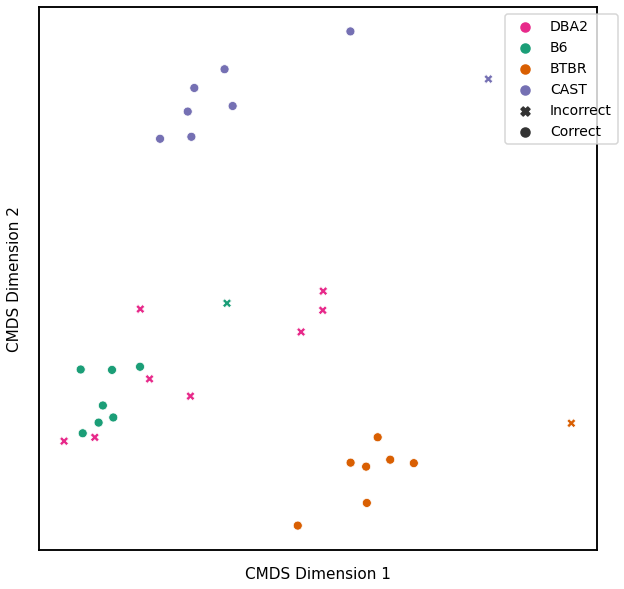 DBA2
B6
BTBR
CAST
Incorrect
Correct
CMDS Dimension 2
CMDS Dimension 1